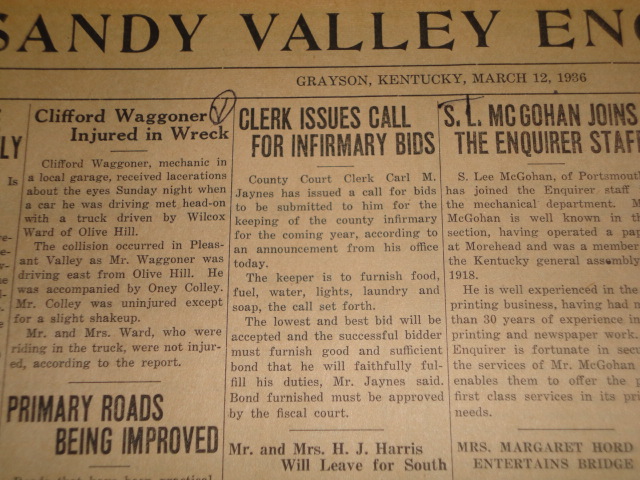 SANDY VALLEY
GRAYSON, KENTUCKY, MARCH 12, 1936
LY
Is
Clifford Waggoner
Injured in Wreck
Clifford Waggoner, mechanic in
a local garage, received lacerations
about the eyes Sunday night when
a car he was driving met head-on
with a truck driven by Wilcox
Ward of Olive Hill.
The collision occurred in Pleas-
ant Valley as Mr. Waggoner was
driving east from Olive Hill. He
was accompanied by Oney Colley.
Mr. Colley was uninjured except
for a slight shakeup.
Mr. and Mrs. Ward, who were
riding in the truck, were not injur-
ed, according to the report.
PRIMARY ROADS
BEING IMPROVED
CLERK ISSUES CALL
FOR INFIRMARY BIDS
County Court Clerk Carl M.
Jaynes has issued a call for bids
to be submitted to him for the
keeping of the county infirmary
for the coming year, according to
an announcement from his office
today.
The keeper is to furnish food,
fuel, water, lights, laundry and
soap, the call set forth.
The lowest and best bid will be
accepted and the successful bidder
must furnish good and sufficient
bond that he will faithfully ful-
fill his duties, Mr. Jaynes said.
Bond furnished must be approved
by the fiscal court.
Mr. and Mrs. H. J. Harris
Will Leave for South
S. L. MC GOHAN JOINS
THE ENQUIRER STAFF
S. Lee McGohan, of Portsmouth
has joined the Enquirer staff
the mechanical department. M
McGohan is well known in th
section, having operated a pap
at Morehead and was a member
the Kentucky general assembly
1918.
He is well experienced in the
printing business, having had m
than 30 years of experience in
printing and newspaper work.
Enquirer is fortunate in secu
the services of Mr. McGohan
enables them to offer the p
first class services in its pri
needs.
MRS. MARGARET HORD
ENTERTAINS BRIDGE